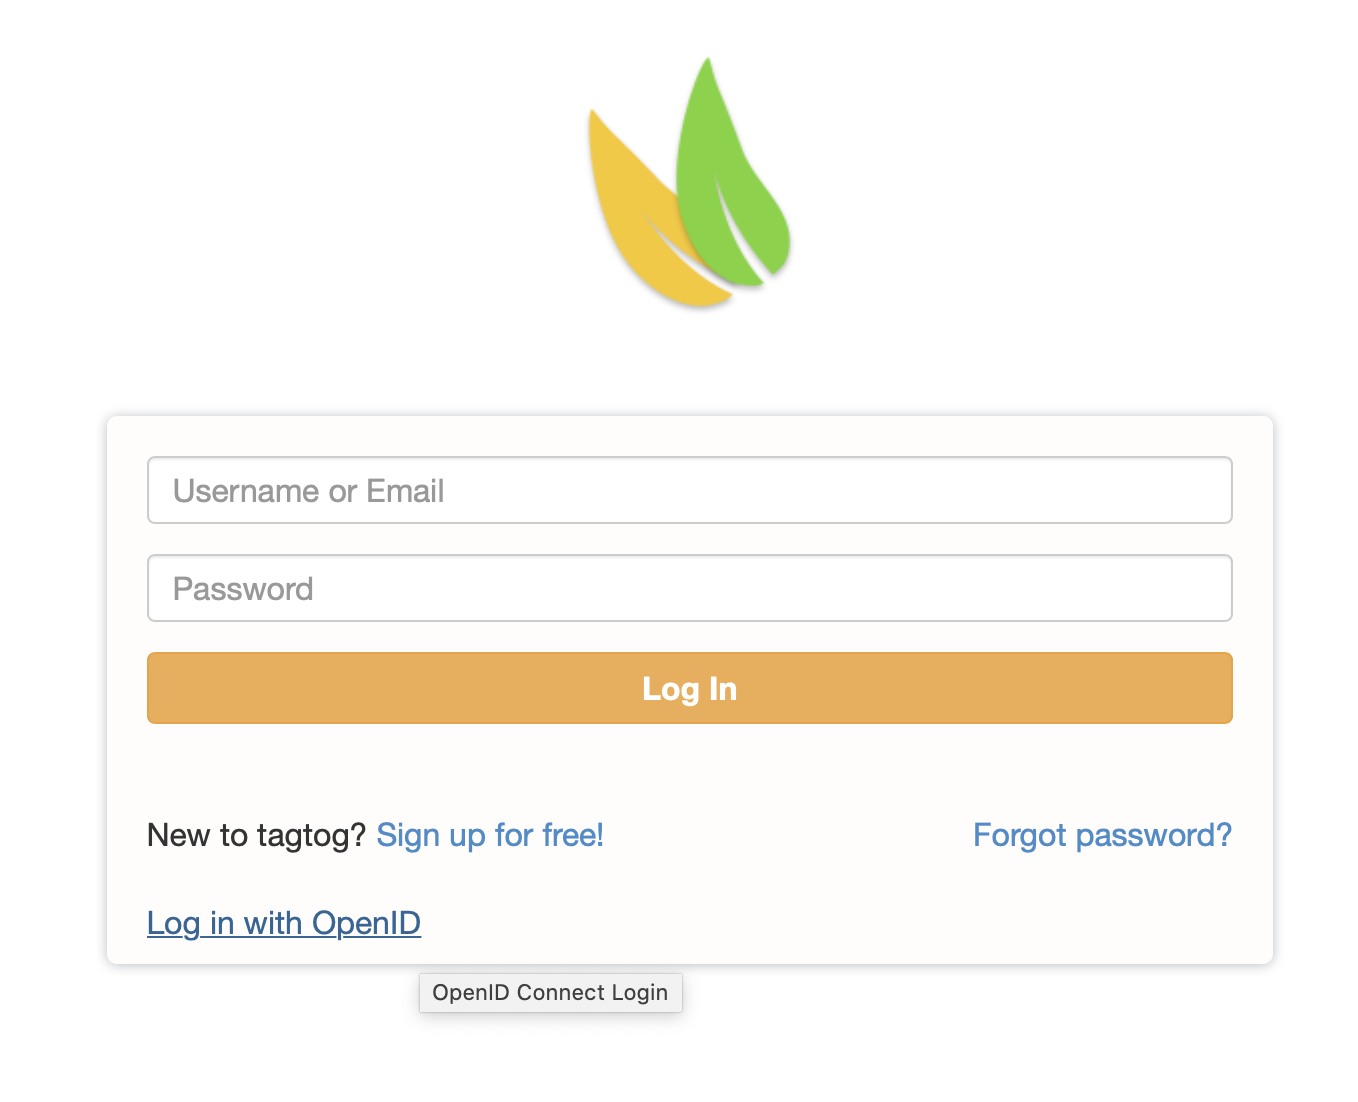 Username or Email
Password
Log In
New to tagtog? Sign up for free! Forgot password?
Log in with OpenID
OpenID Connect Login